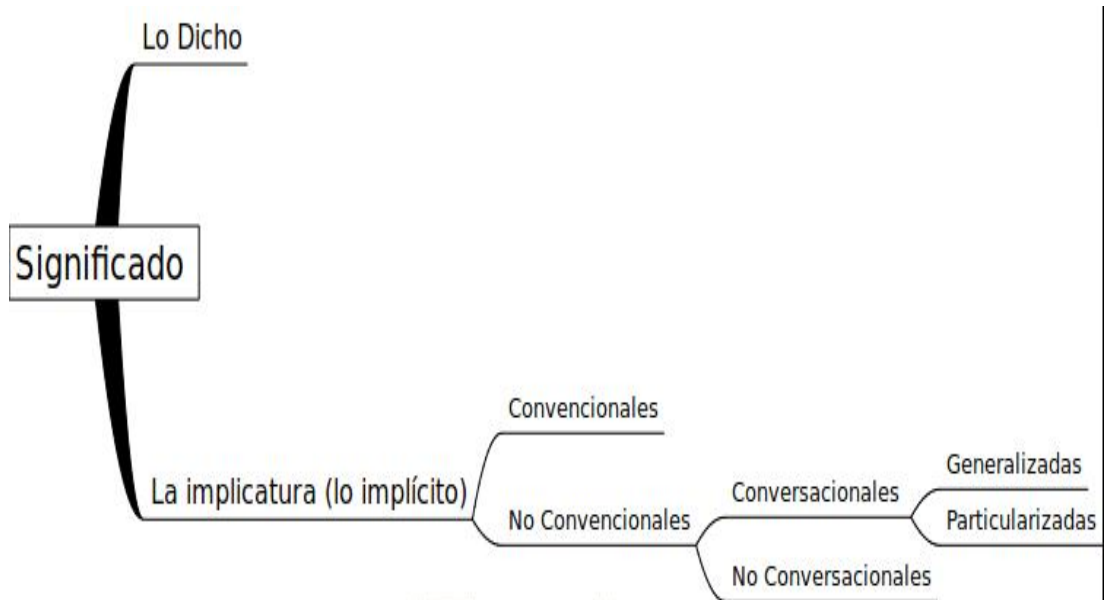 Lo Dicho
Significado
Convencionales
Generalizadas
La implicatura (lo implícito)
Conversacionales
No Convencionales
Particularizadas
No Conversacionales